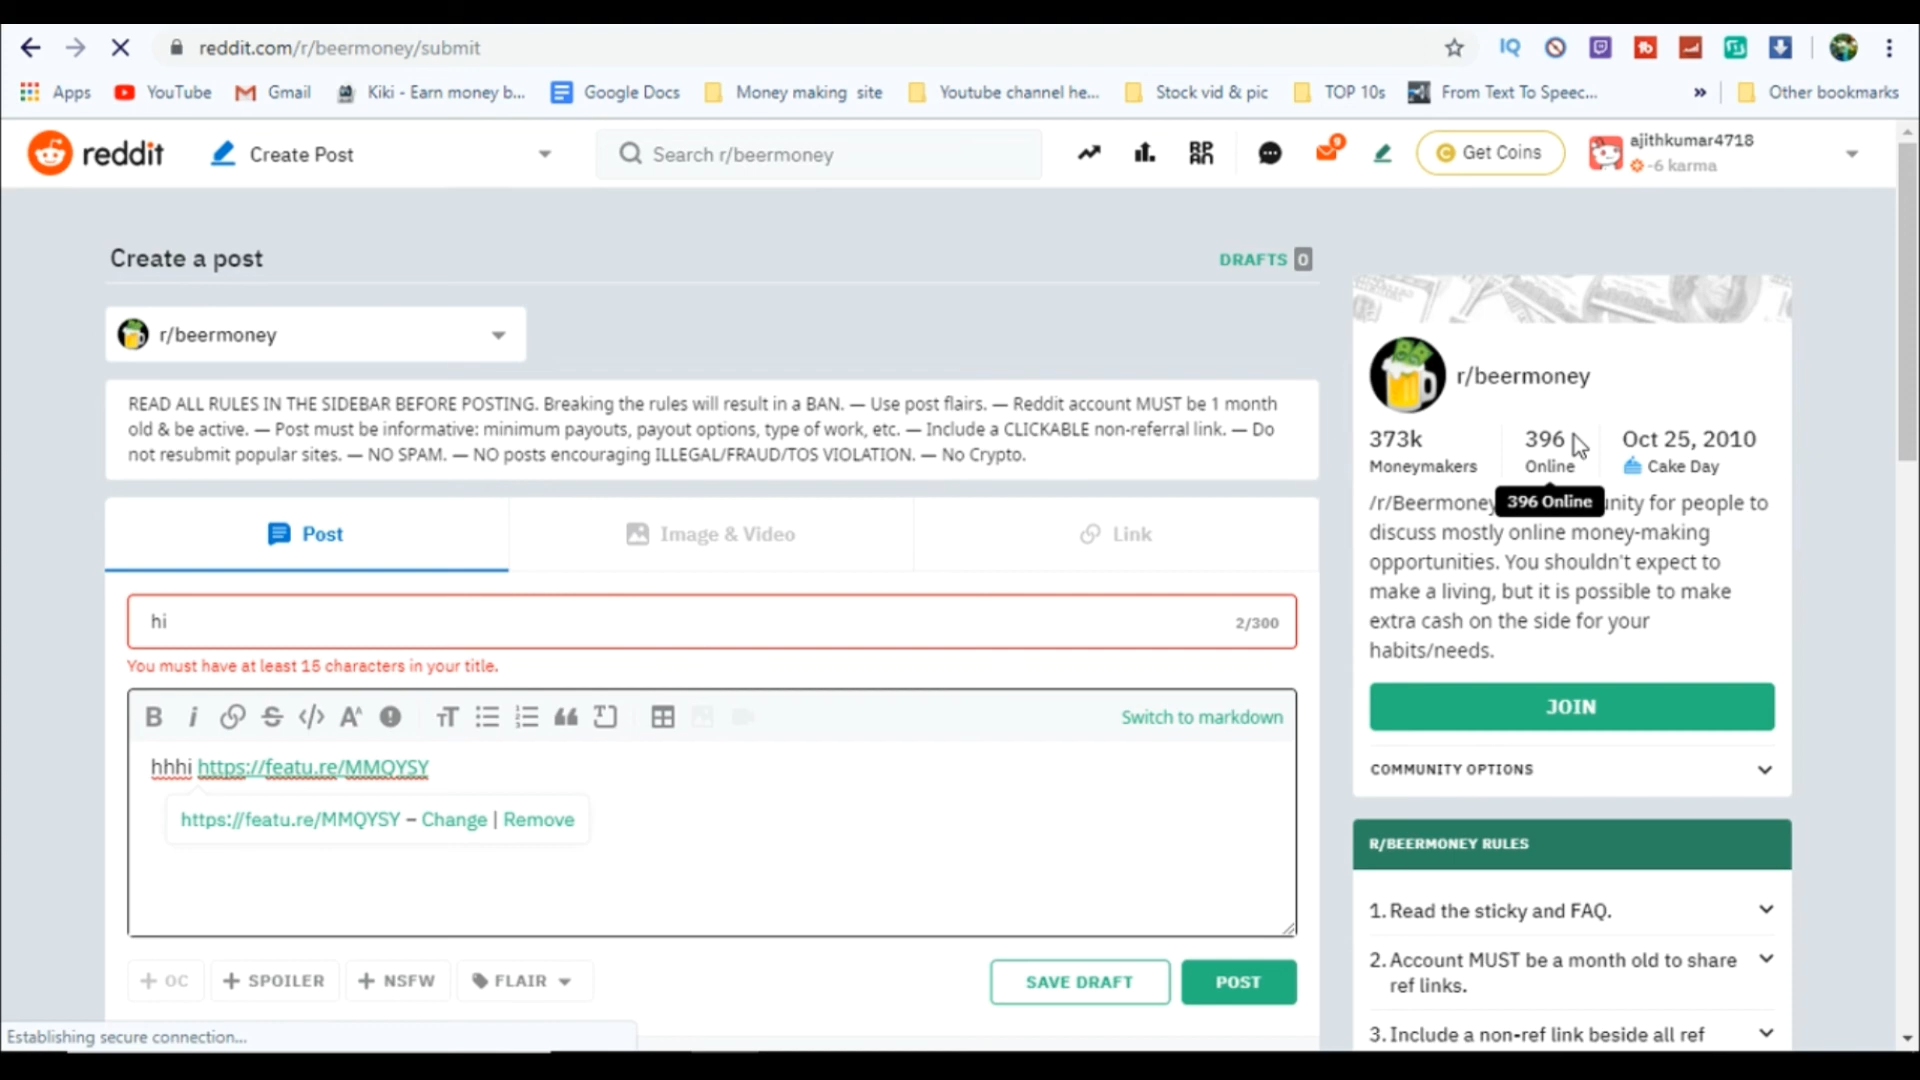 reddit.com/r/beermoney/submit
Apps YouTube Gmail Kiki - Earn money b... Google Docs Money making site Youtube channel he... Stock vid & pic TOP 10s From Text To Speec... » Other bookmarks
reddit Create Post Search r/beermoney 9 Get Coins ajithkumar4718
-6 karma
Create a post DRAFTS 0
r/beermoney
READ ALL RULES IN THE SIDEBAR BEFORE POSTING. Breaking the rules will result in a BAN. — Use post flairs. — Reddit account MUST be 1 month
old & be active. — Post must be informative: minimum payouts, payout options, type of work, etc. — Include a CLICKABLE non-referral link. — Do
not resubmit popular sites. — NO SPAM. — NO posts encouraging ILLEGAL/FRAUD/TOS VIOLATION. — No Crypto.
Post Image & Video Link
hi 2/300
You must have at least 15 characters in your title.
Switch to markdown
hhhi https://featu.re/MMQYSY
https://featu.re/MMQYSY – Change | Remove
+ OC + SPOILER + NSFW FLAIR
SAVE DRAFT POST
Establishing secure connection...
r/beermoney
373k 396 Oct 25, 2010
Moneymakers Online Cake Day
396 Online
/r/Beermoney unity for people to
discuss mostly online money-making
opportunities. You shouldn't expect to
make a living, but it is possible to make
extra cash on the side for your
habits/needs.
JOIN
COMMUNITY OPTIONS
R/BEERMONEY RULES
1. Read the sticky and FAQ.
2. Account MUST be a month old to share
ref links.
3. Include a non-ref link beside all ref